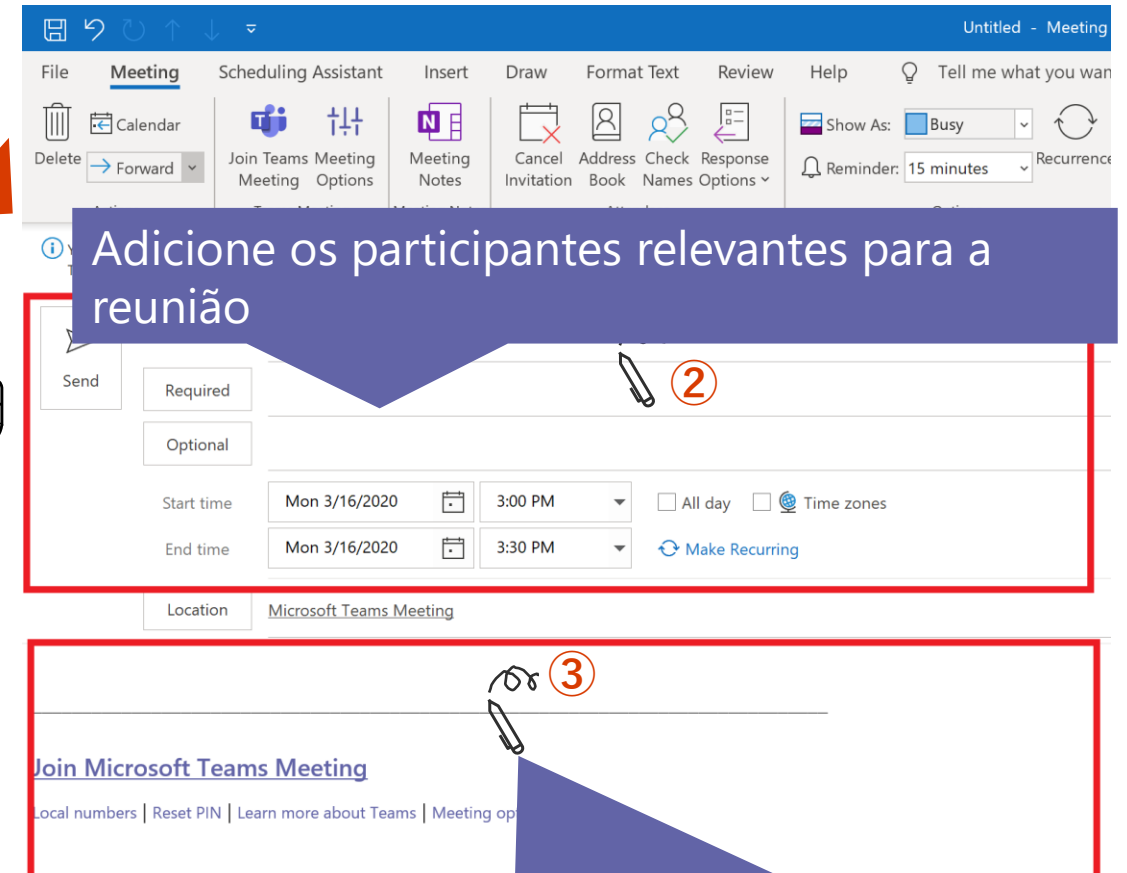 Untitled - Meeting
File Meeting Scheduling Assistant Insert Draw Format Text Review Help Tell me what you wan
Delete
Calendar
Forward
Join Teams Meeting
Meeting Options
Meeting Notes
Cancel Invitation
Address Book
Check Names
Response Options
Show As: Busy
Reminder: 15 minutes
Recurrence
Adicione os participantes relevantes para a
reunião
Send
②
Required
Optional
Start time Mon 3/16/2020 3:00 PM All day Time zones
End time Mon 3/16/2020 3:30 PM Make Recurring
Location Microsoft Teams Meeting
③
Join Microsoft Teams Meeting
Local numbers | Reset PIN | Learn more about Teams | Meeting op